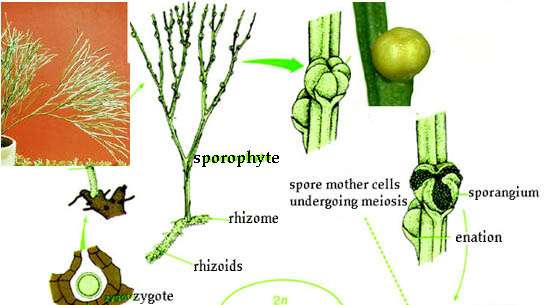 sporophyte
spore mother cells
undergoing meiosis
sporangium
rhizome
enation
rhizoids
zygote
2n